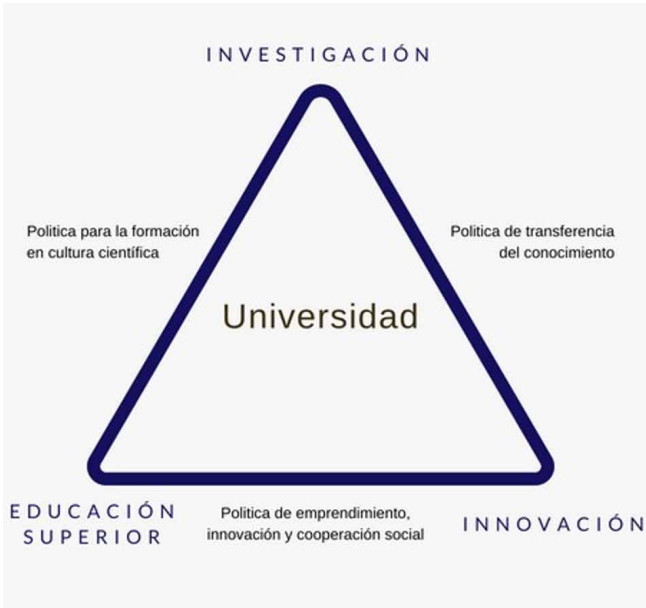 INVESTIGACIÓN
Politica para la formación
en cultura científica
Politica de transferencia
del conocimiento
Universidad
EDUCACIÓN
SUPERIOR
Politica de emprendimiento,
innovación y cooperación social
INNOVACIÓN